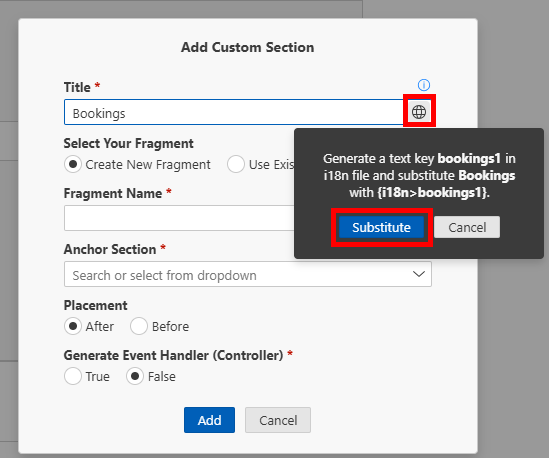 Add Custom Section
Title *
Bookings
Generate a text key bookings1 in
i18n file and substitute Bookings
with {i18n>bookings1}.
Substitute Cancel
Select Your Fragment
Create New Fragment Use Exis
Fragment Name *
Anchor Section *
Search or select from dropdown
Placement
After Before
Generate Event Handler (Controller) *
True False
Add Cancel